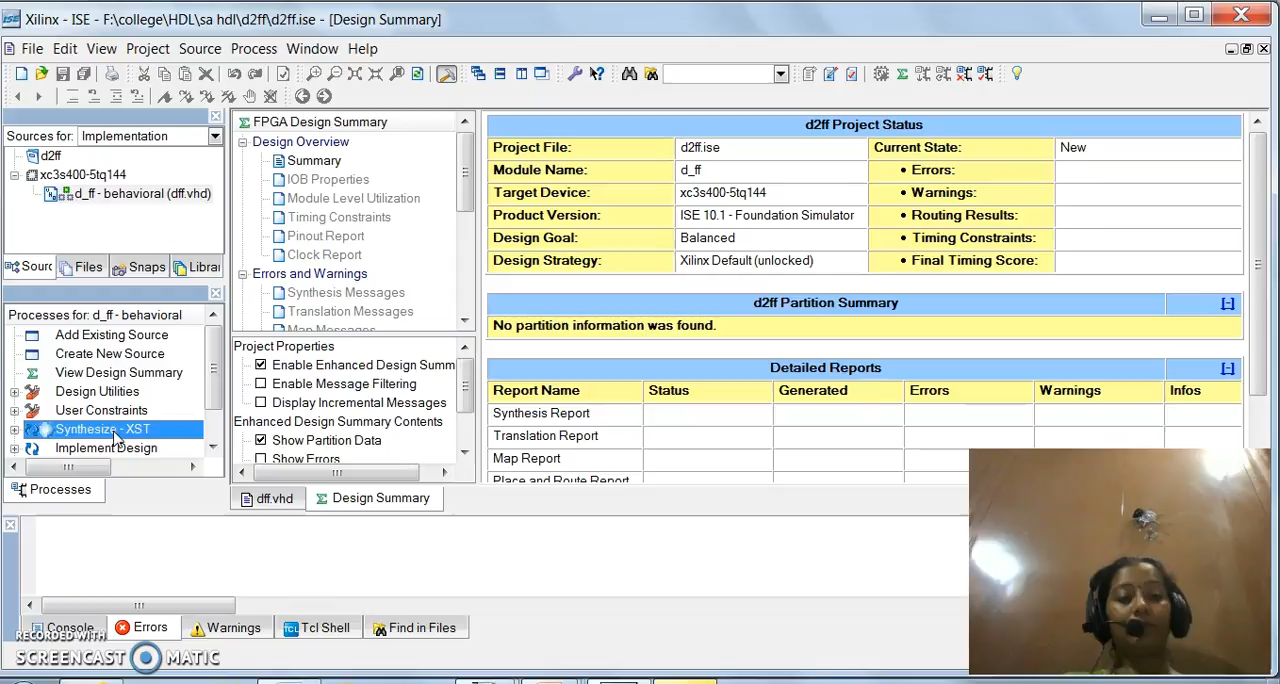 Xilinx - ISE - F:\college\HDL\sa hdl\d2ff\d2ff.ise - [Design Summary]
File Edit View Project Source Process Window Help
Sources for: Implementation
d2ff
xc3s400-5tq144
d_ff - behavioral (dff.vhd)
Sourc Files Snaps Librai
Processes for: d_ff - behavioral
Add Existing Source
Create New Source
View Design Summary
Design Utilities
User Constraints
Synthesize - XST
Implement Design
Processes
FPGA Design Summary
Design Overview
Summary
IOB Properties
Module Level Utilization
Timing Constraints
Pinout Report
Clock Report
Errors and Warnings
Synthesis Messages
Translation Messages
Map Messages
Project Properties
Enable Enhanced Design Summ
Enable Message Filtering
Display Incremental Messages
Enhanced Design Summary Contents
Show Partition Data
Show Errors
dff.vhd Design Summary
d2ff Project Status
Project File: d2ff.ise Current State: New
Module Name: d_ff • Errors:
Target Device: xc3s400-5tq144 • Warnings:
Product Version: ISE 10.1 - Foundation Simulator • Routing Results:
Design Goal: Balanced • Timing Constraints:
Design Strategy: Xilinx Default (unlocked) • Final Timing Score:
d2ff Partition Summary [-]
No partition information was found.
Detailed Reports [-]
Report Name Status Generated Errors Warnings Infos
Synthesis Report
Translation Report
Map Report
Place and Route Report
Console Errors Warnings Tcl Shell Find in Files
RECORDED WITH
SCREENCAST MATIC